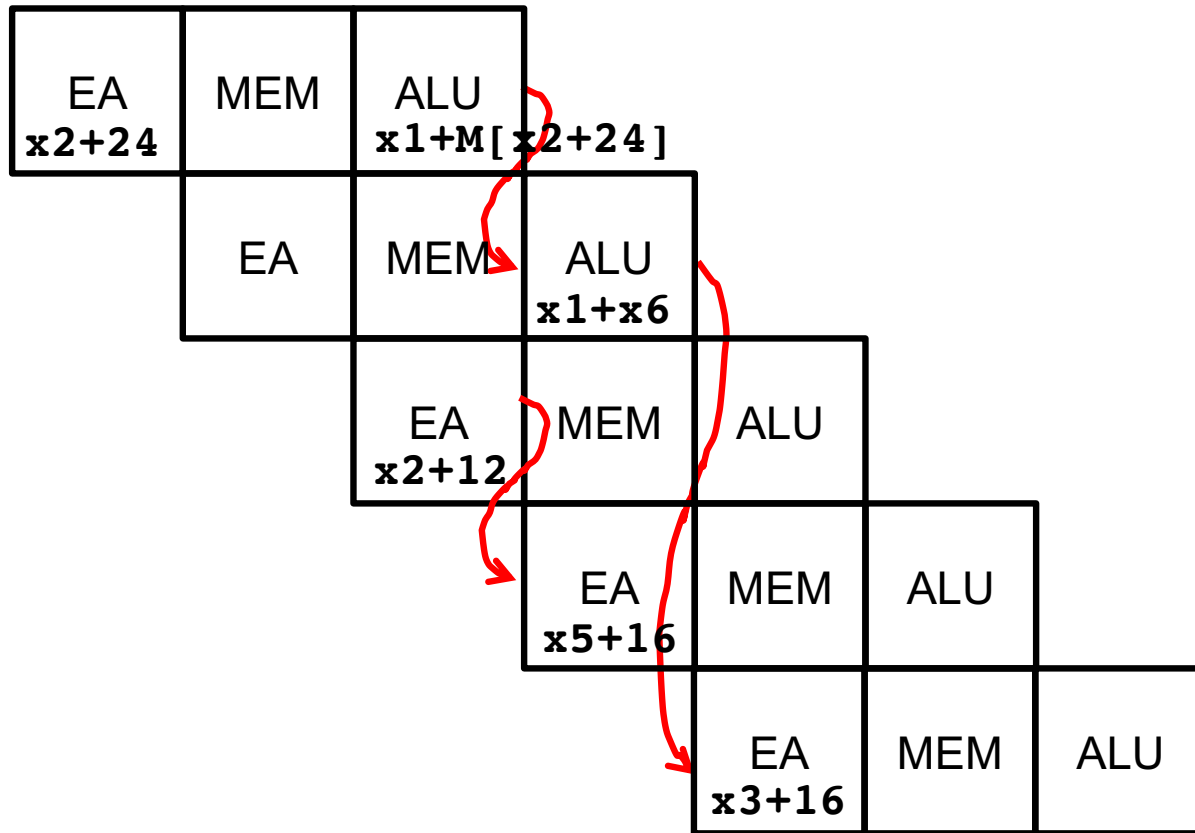 EA MEM ALU
x2+24 x1+M[x2+24]
EA MEM ALU
x1+x6
EA MEM ALU
x2+12
EA MEM ALU
x5+16
EA MEM ALU
x3+16